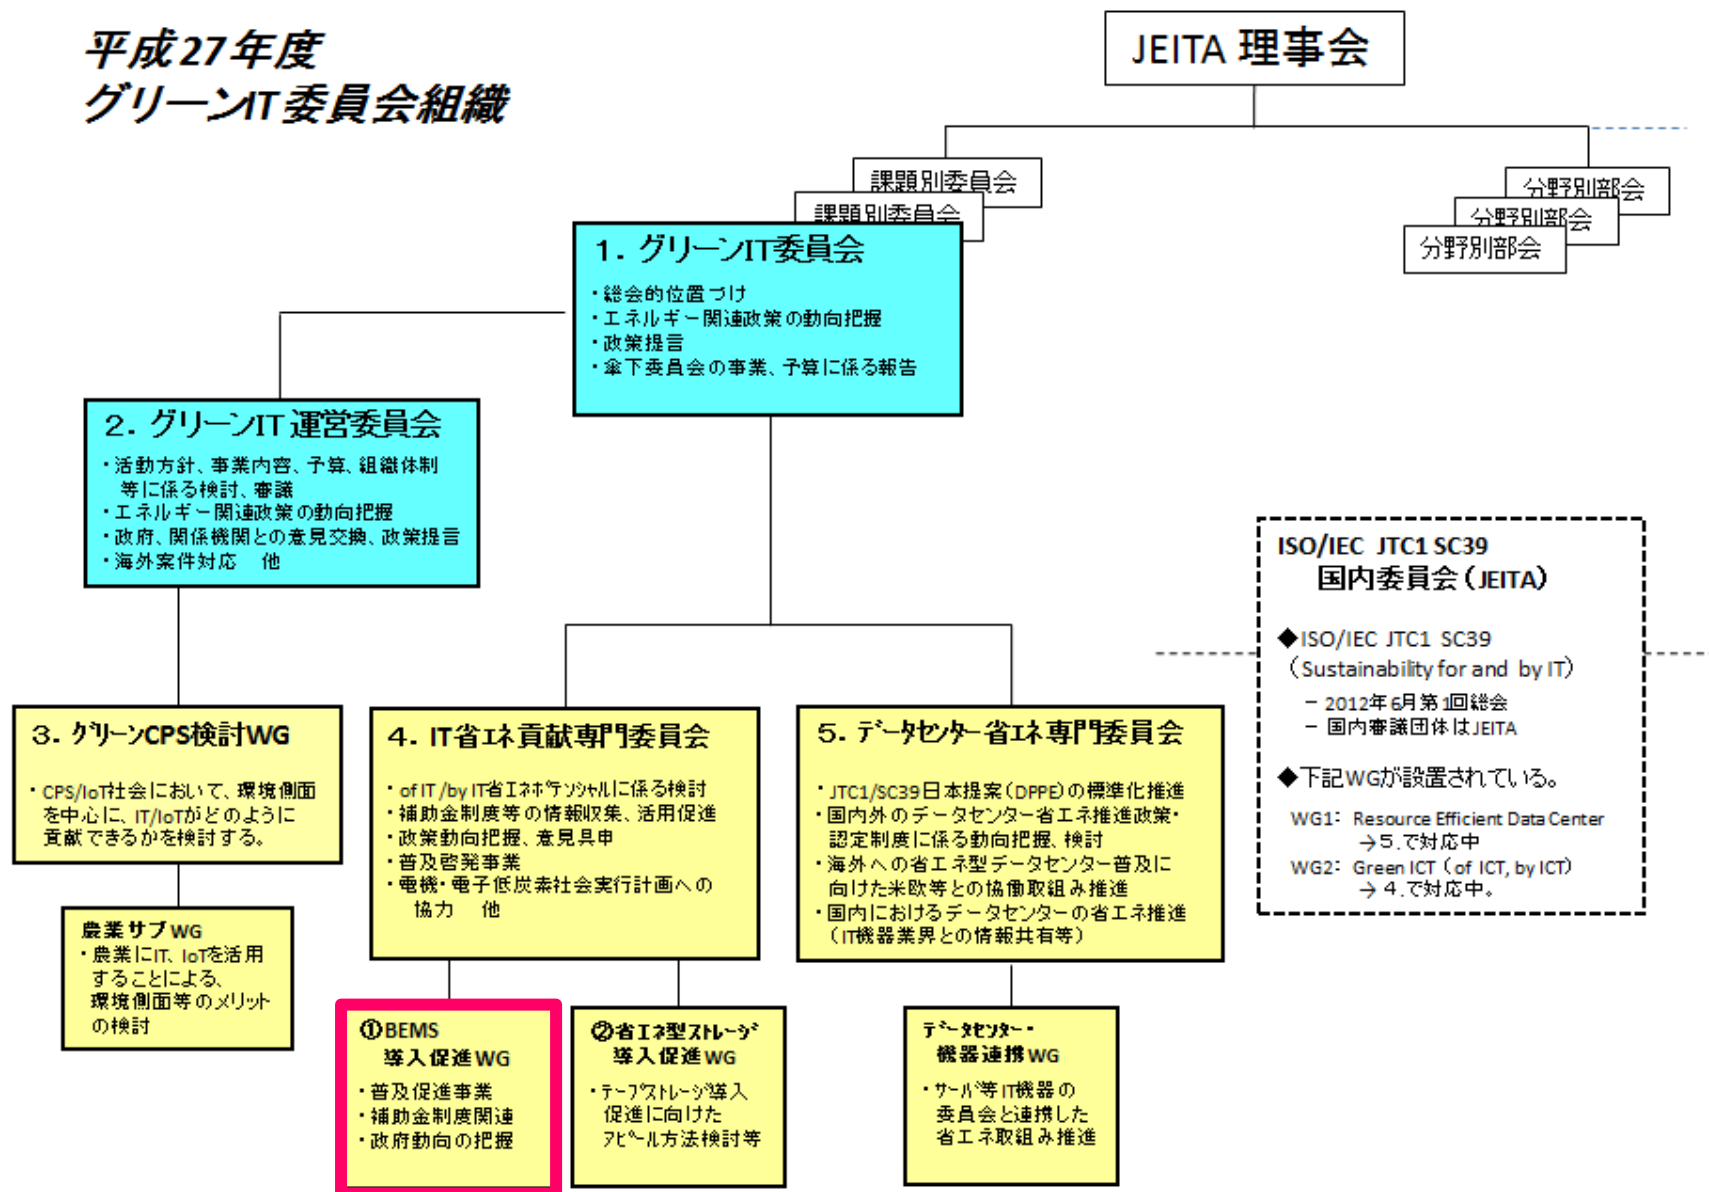 平成27年度
グリーンIT委員会組織
JEITA 理事会
課題別委員会
課題別委員会
分野別部会
分野別部会
分野別部会
1. グリーンIT委員会
・総会的位置づけ
・エネルギー関連政策の動向把握
・政策提言
・傘下委員会の事業、予算に係る報告
2. グリーンIT 運営委員会
・活動方針、事業内容、予算、組織体制
等に係る検討、審議
・エネルギー関連政策の動向把握
・政府、関係機関との意見交換、政策提言
・海外案件対応　他
3. グリーンCPS検討WG
・CPS/IoT社会において、環境側面
を中心に、IT/IoTがどのように
貢献できるかを検討する。
農業サブWG
・農業にIT、IoTを活用
することによる、
環境側面等のメリット
の検討
4. IT省エネ貢献専門委員会
・of IT /by IT省エネポテンシャルに係る検討
・補助金制度等の情報収集、活用促進
・政策動向把握、意見具申
・普及啓発事業
・電機・電子低炭素社会実行計画への
協力　他
①BEMS
導入促進WG
・普及促進事業
・補助金制度関連
・政府動向の把握
②省エネ型ストレージ
導入促進WG
・テープストレージ導入
促進に向けた
アピール方法検討等
5. データセンター省エネ専門委員会
・JTC1/SC39日本提案(DPPE)の標準化推進
・国内外のデータセンター省エネ推進政策・
認定制度に係る動向把握、検討
・海外への省エネ型データセンター普及に
向けた米欧等との協働取組み推進
・国内におけるデータセンターの省エネ推進
(IT機器業界との情報共有等)
データセンター・
機器連携WG
・サーバ等IT機器の
委員会と連携した
省エネ取組み推進
ISO/IEC JTC1 SC39
国内委員会(JEITA)
◆ISO/IEC JTC1 SC39
(Sustainability for and by IT)
－ 2012年6月第1回総会
－ 国内審議団体はJEITA
◆下記WGが設置されている。
WG1: Resource Efficient Data Center
→5.で対応中
WG2: Green ICT (of ICT, by ICT)
→4.で対応中。